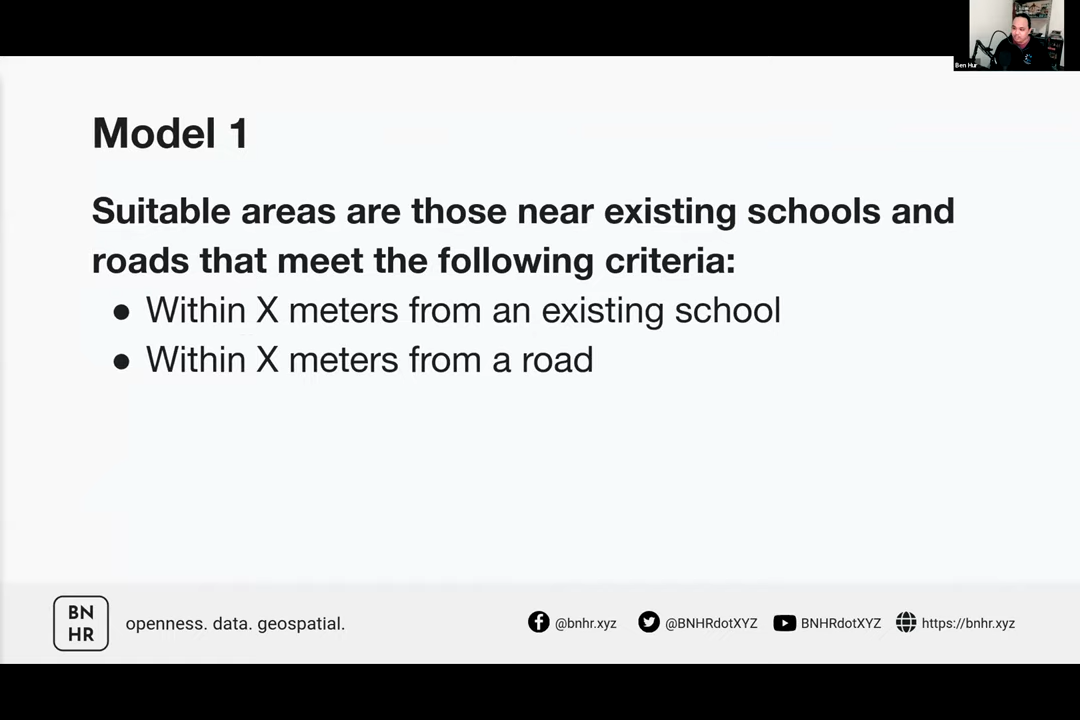 Ben Hur
Model 1
Suitable areas are those near existing schools and
roads that meet the following criteria:
● Within X meters from an existing school
● Within X meters from a road
BN
HR
openness. data. geospatial.
@bnhr.xyz
@BNHRdotXYZ
BNHRdotXYZ
https://bnhr.xyz